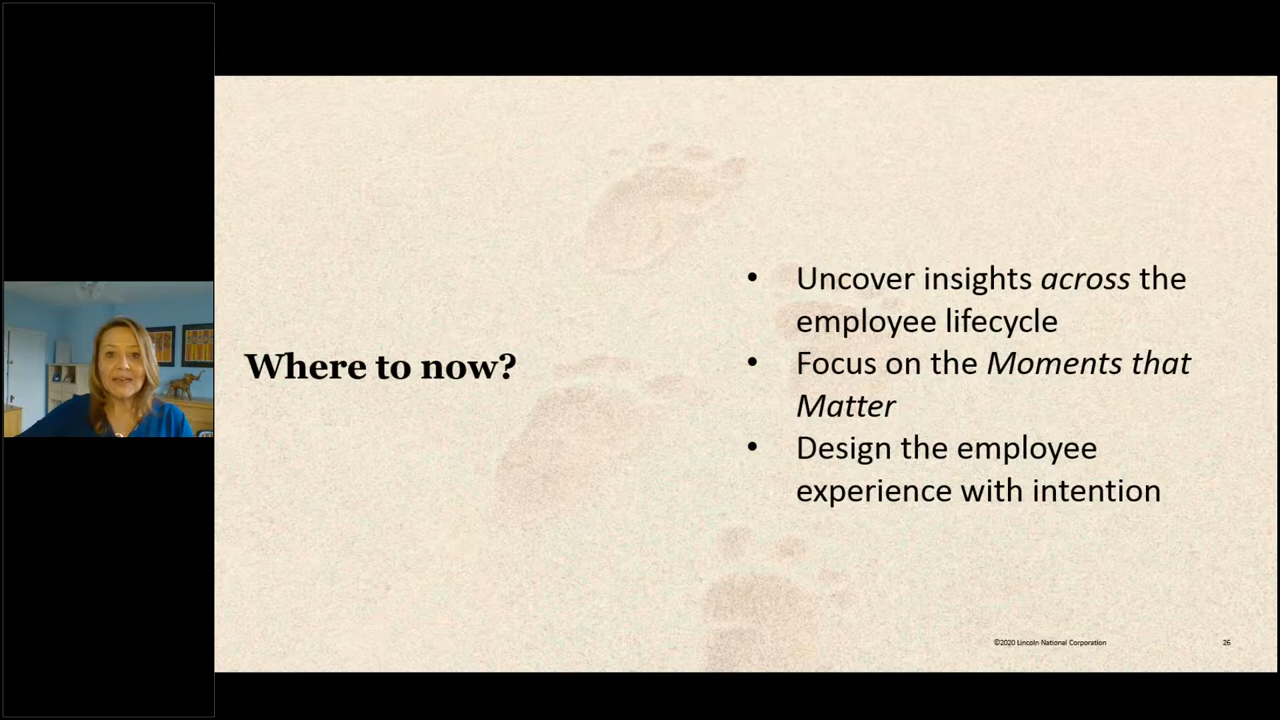 Where to now?
• Uncover insights across the
employee lifecycle
• Focus on the Moments that
Matter
• Design the employee
experience with intention
©2020 Lincoln National Corporation
26